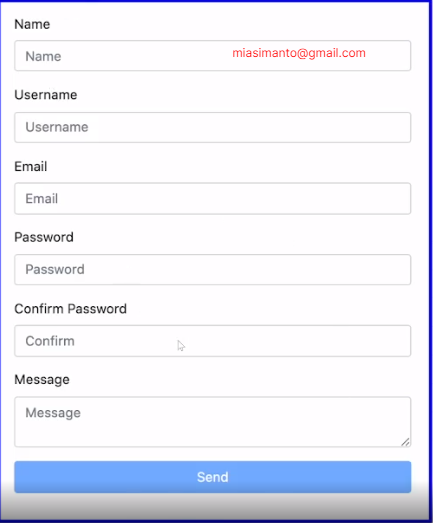 Name
Name
miasimanto@gmail.com
Username
Username
Email
Email
Password
Password
Confirm Password
Confirm
Message
Message
Send